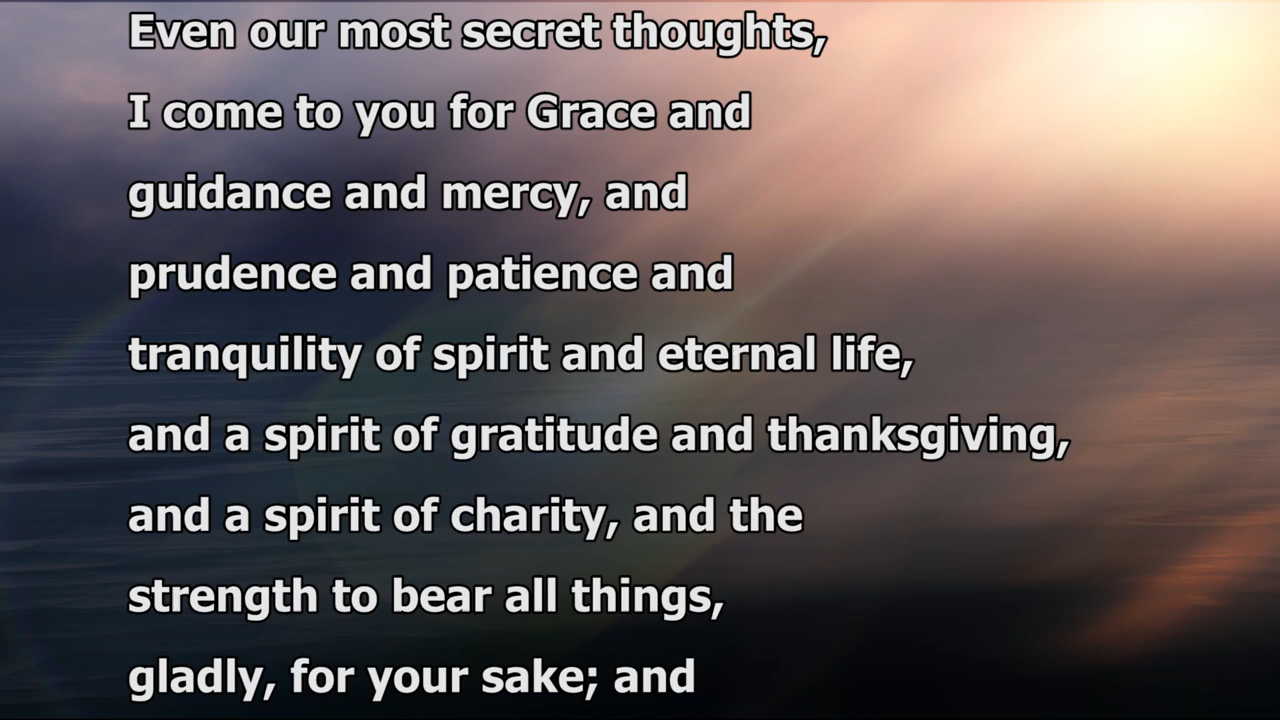 Even our most secret thoughts,
I come to you for Grace and
guidance and mercy, and
prudence and patience and
tranquility of spirit and eternal life,
and a spirit of gratitude and thanksgiving,
and a spirit of charity, and the
strength to bear all things,
gladly, for your sake; and